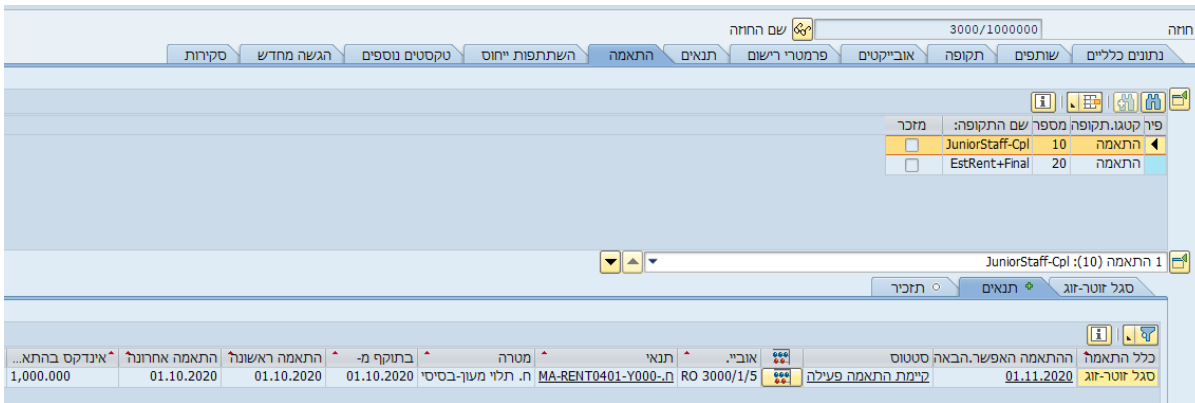 חוזה 3000/1000000 שם החוזה
נתונים כלליים שותפים תקופה אובייקטים פרמטרי רישום תנאים התאמה השתתפות ייחוס טקסטים נוספים הגשה מחדש סקירות
פיר קטגו.תקופה מספר שם התקופה: מזכר
התאמה 10 JuniorStaff-Cpl
התאמה 20 EstRent+Final
1 התאמה (10): JuniorStaff-Cpl
סגל זוטר-זוג תנאים תזכיר
כלל התאמה ההתאמה האפשר.הבאה סטטוס אוביי. תנאי מטרה בתוקף מ- התאמה ראשונה התאמה אחרונה אינדקס בהתא...
סגל זוטר-זוג 01.11.2020 קיימת התאמה פעילה RO 3000/1/5 MA-RENT0401-Y000-ח. ח. תלוי מעון-בסיסי 01.10.2020 01.10.2020 01.10.2020 1,000.000